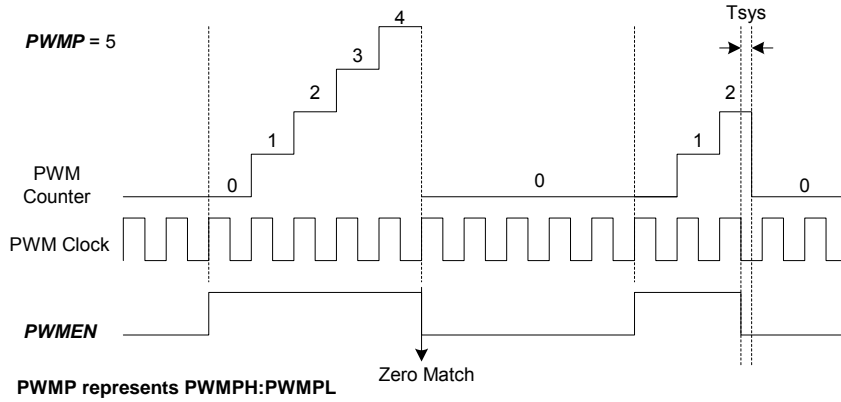 4
Tsys
PWMP = 5
3
2
2
1
1
PWM
Counter
0
0
0
PWM Clock
PWMEN
Zero Match
PWMP represents PWMPH:PWMPL